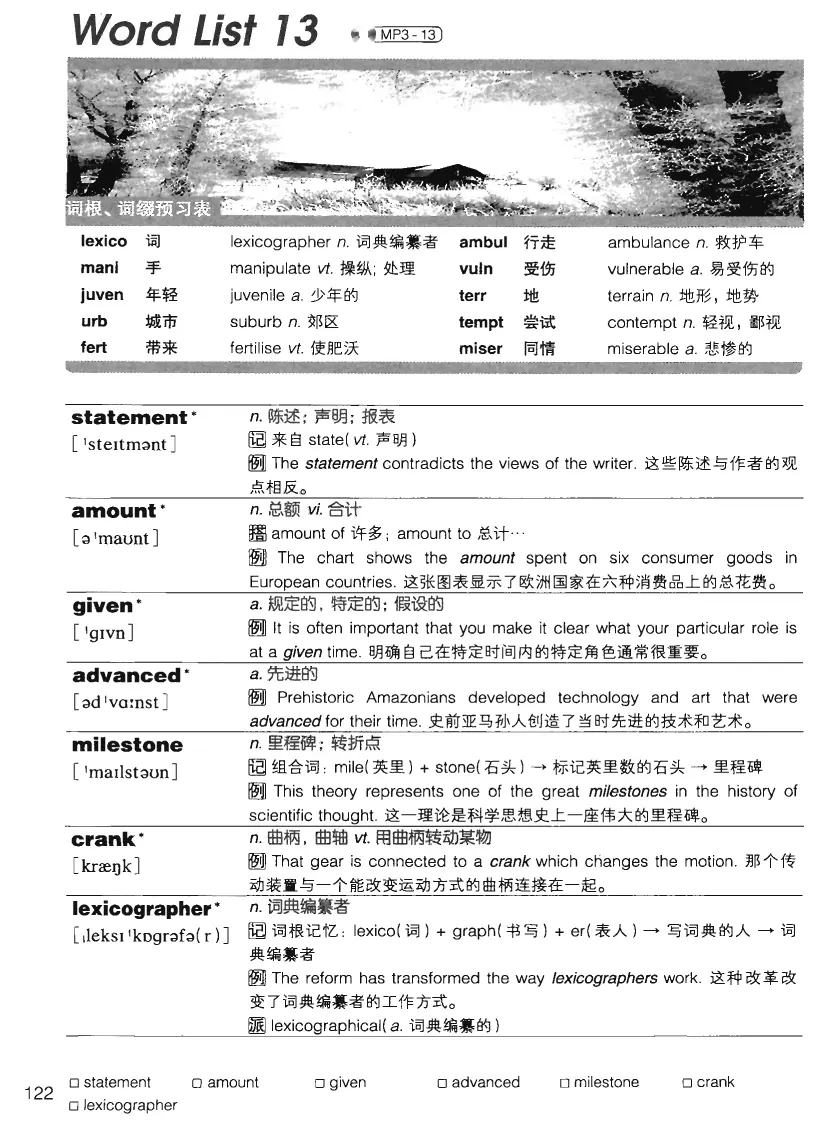 Word List 13 MP3-13
词根、词缀预习表
lexico 词 lexicographer n. 词典编纂者 ambul 行走 ambulance n. 救护车
mani 手 manipulate vt. 操纵; 处理 vuln 受伤 vulnerable a. 易受伤的
juven 年轻 juvenile a. 少年的 terr 地 terrain n. 地形，地势
urb 城市 suburb n. 郊区 tempt 尝试 contempt n. 轻视，鄙视
fert 带来 fertilise vt. 使肥沃 miser 同情 miserable a. 悲惨的
statement* n. 陈述；声明；报表
[ˈsteɪtmənt] 记 来自 state( vt. 声明 )
例 The statement contradicts the views of the writer. 这些陈述与作者的观
点相反。
amount* n. 总额 vi. 合计
[əˈmaʊnt] 搭 amount of 许多；amount to 总计…
例 The chart shows the amount spent on six consumer goods in
European countries. 这张图表显示了欧洲国家在六种消费品上的总花费。
given* a. 规定的，特定的；假设的
[ˈɡɪvn] 例 It is often important that you make it clear what your particular role is
at a given time. 明确自己在特定时间内的特定角色通常很重要。
advanced* a. 先进的
[ədˈvɑːnst] 例 Prehistoric Amazonians developed technology and art that were
advanced for their time. 史前亚马孙人创造了当时先进的技术和艺术。
milestone n. 里程碑；转折点
[ˈmaɪlstəʊn] 记 组合词：mile( 英里 ) + stone( 石头 ) → 标记英里数的石头 → 里程碑
例 This theory represents one of the great milestones in the history of
scientific thought. 这一理论是科学思想史上一座伟大的里程碑。
crank* n. 曲柄，曲轴 vt. 用曲柄转动某物
[kræŋk] 例 That gear is connected to a crank which changes the motion. 那个传
动装置与一个能改变运动方式的曲柄连接在一起。
lexicographer* n. 词典编纂者
[ˌleksɪˈkɒɡrəfə(r)] 记 词根记忆：lexico( 词 ) + graph( 书写 ) + er( 表人 ) → 写词典的人 → 词
典编纂者
例 The reform has transformed the way lexicographers work. 这种改革改
变了词典编纂者的工作方式。
派 lexicographical( a. 词典编纂的 )
□ statement □ amount □ given □ advanced □ milestone □ crank
122
□ lexicographer